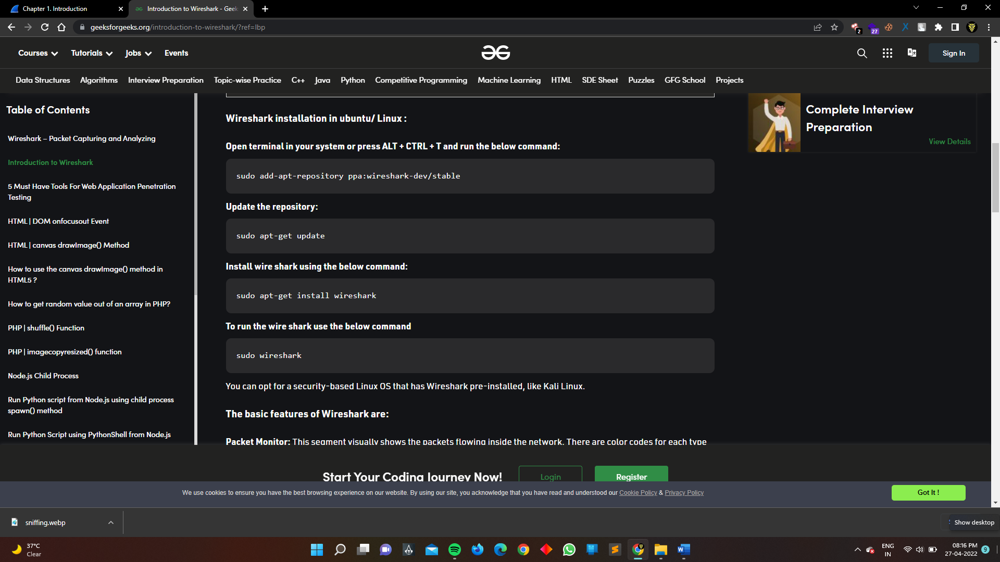 Chapter 1. Introduction
Introduction to Wireshark - Geek
geeksforgeeks.org/introduction-to-wireshark/?ref=lbp
2
27
Courses
Tutorials
Jobs
Events
Sign In
Data Structures
Algorithms
Interview Preparation
Topic-wise Practice
C++
Java
Python
Competitive Programming
Machine Learning
HTML
SDE Sheet
Puzzles
GFG School
Projects
Table of Contents
Wireshark – Packet Capturing and Analyzing
Introduction to Wireshark
5 Must Have Tools For Web Application Penetration
Testing
HTML | DOM onfocusout Event
HTML | canvas drawImage() Method
How to use the canvas drawImage() method in
HTML5 ?
How to get random value out of an array in PHP?
PHP | shuffle() Function
PHP | imagecopyresized() function
Node.js Child Process
Run Python script from Node.js using child process
spawn() method
Run Python Script using PythonShell from Node.js
Wireshark installation in ubuntu/ Linux :
Open terminal in your system or press ALT + CTRL + T and run the below command:
sudo add-apt-repository ppa:wireshark-dev/stable
Update the repository:
sudo apt-get update
Install wire shark using the below command:
sudo apt-get install wireshark
To run the wire shark use the below command
sudo wireshark
You can opt for a security-based Linux OS that has Wireshark pre-installed, like Kali Linux.
The basic features of Wireshark are:
Packet Monitor: This segment visually shows the packets flowing inside the network. There are color codes for each type
Complete Interview
Preparation
View Details
Start Your Coding Journey Now!
Login
Register
We use cookies to ensure you have the best browsing experience on our website. By using our site, you acknowledge that you have read and understood our Cookie Policy & Privacy Policy
Got It !
sniffing.webp
Show desktop
37°C
Clear
ENG
IN
08:16 PM
27-04-2022
9